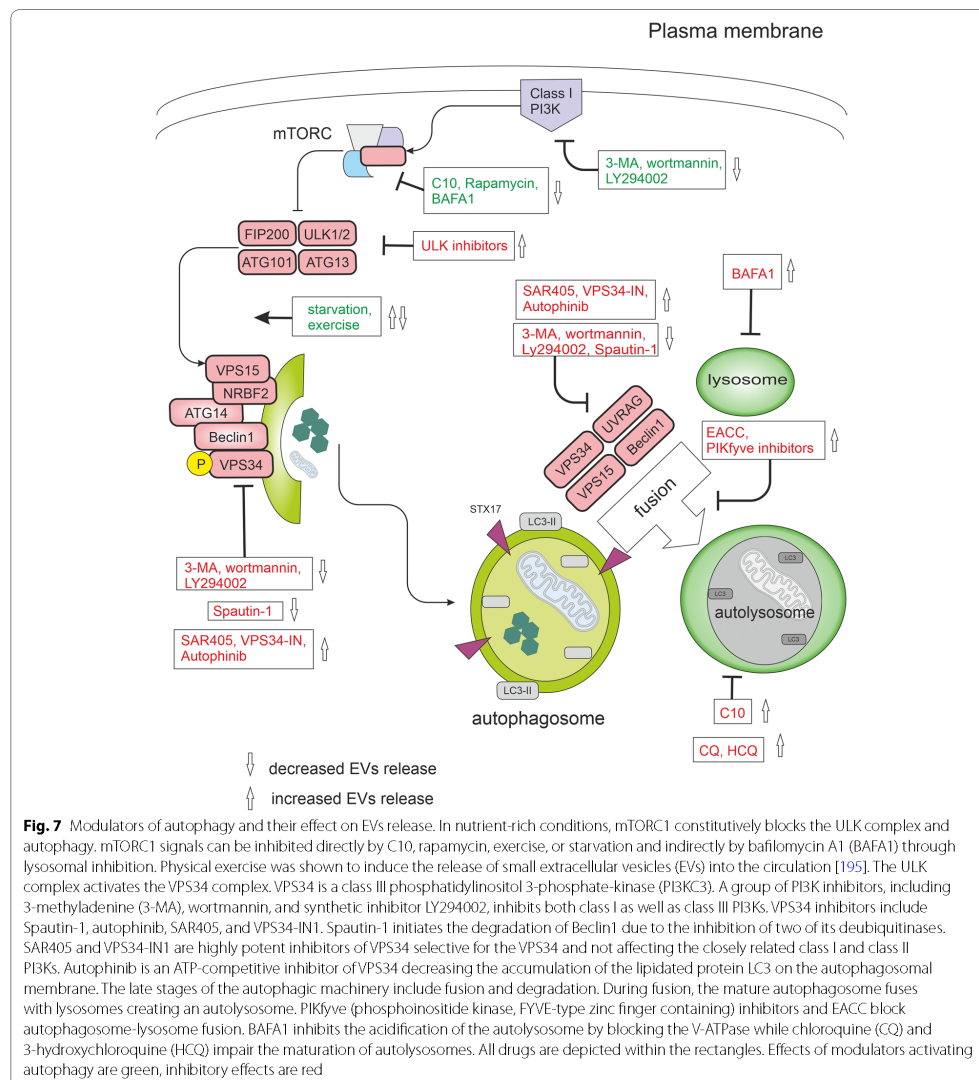 Plasma membrane
Class I
PI3K
mTORC
3-MA, wortmannin,
LY294002
C10, Rapamycin,
BAFA1
FIP200
ULK1/2
ATG101
ATG13
ULK inhibitors
BAFA1
SAR405, VPS34-IN,
Autophinib
starvation,
exercise
3-MA, wortmannin,
Ly294002, Spautin-1
lysosome
VPS15
NRBF2
ATG14
Beclin1
P
VPS34
UVRAG
VPS34
Beclin1
VPS15
EACC,
PIKfyve inhibitors
fusion
STX17
LC3-II
LC3
LC3
autolysosome
LC3
3-MA, wortmannin,
LY294002
Spautin-1
SAR405, VPS34-IN,
Autophinib
LC3-II
autophagosome
C10
CQ, HCQ
decreased EVs release
increased EVs release
Fig. 7 Modulators of autophagy and their effect on EVs release. In nutrient-rich conditions, mTORC1 constitutively blocks the ULK complex and
autophagy. mTORC1 signals can be inhibited directly by C10, rapamycin, exercise, or starvation and indirectly by bafilomycin A1 (BAFA1) through
lysosomal inhibition. Physical exercise was shown to induce the release of small extracellular vesicles (EVs) into the circulation [195]. The ULK
complex activates the VPS34 complex. VPS34 is a class III phosphatidylinositol 3-phosphate-kinase (PI3KC3). A group of PI3K inhibitors, including
3-methyladenine (3-MA), wortmannin, and synthetic inhibitor LY294002, inhibits both class I as well as class III PI3Ks. VPS34 inhibitors include
Spautin-1, autophinib, SAR405, and VPS34-IN1. Spautin-1 initiates the degradation of Beclin1 due to the inhibition of two of its deubiquitinases.
SAR405 and VPS34-IN1 are highly potent inhibitors of VPS34 selective for the VPS34 and not affecting the closely related class I and class II
PI3Ks. Autophinib is an ATP-competitive inhibitor of VPS34 decreasing the accumulation of the lipidated protein LC3 on the autophagosomal
membrane. The late stages of the autophagic machinery include fusion and degradation. During fusion, the mature autophagosome fuses
with lysosomes creating an autolysosome. PIKfyve (phosphoinositide kinase, FYVE-type zinc finger containing) inhibitors and EACC block
autophagosome-lysosome fusion. BAFA1 inhibits the acidification of the autolysosome by blocking the V-ATPase while chloroquine (CQ) and
3-hydroxychloroquine (HCQ) impair the maturation of autolysosomes. All drugs are depicted within the rectangles. Effects of modulators activating
autophagy are green, inhibitory effects are red